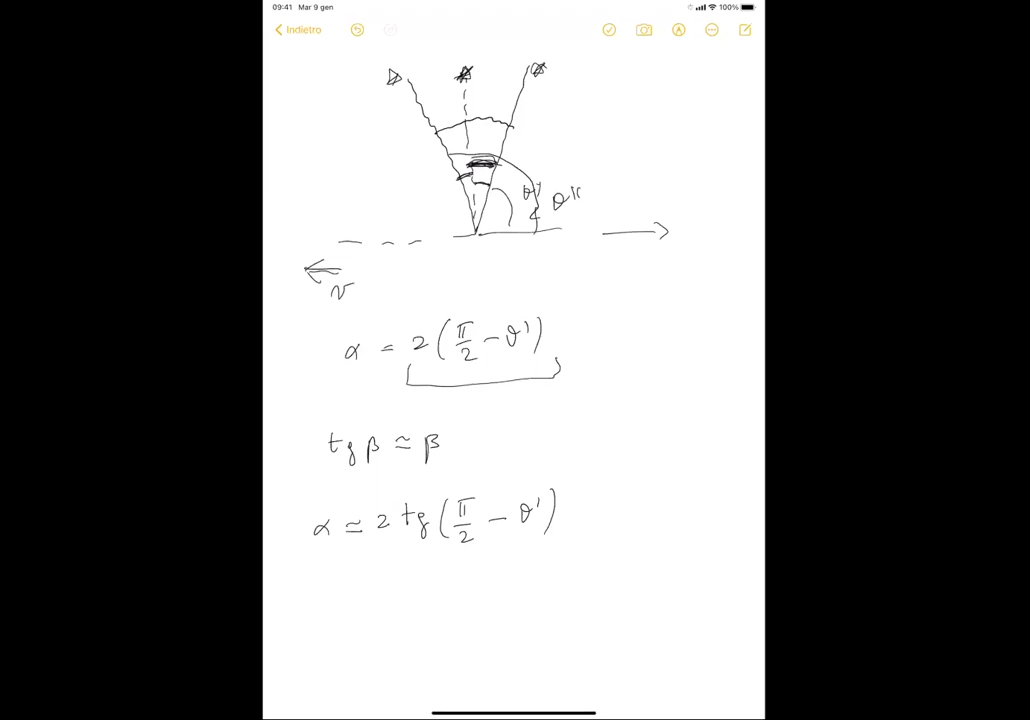 09:41 Mar 9 gen 100%
Indietro
θ' θ''
v
α = 2(π/2 − θ')
tg β ≃ β
α ≃ 2 tg(π/2 − θ')